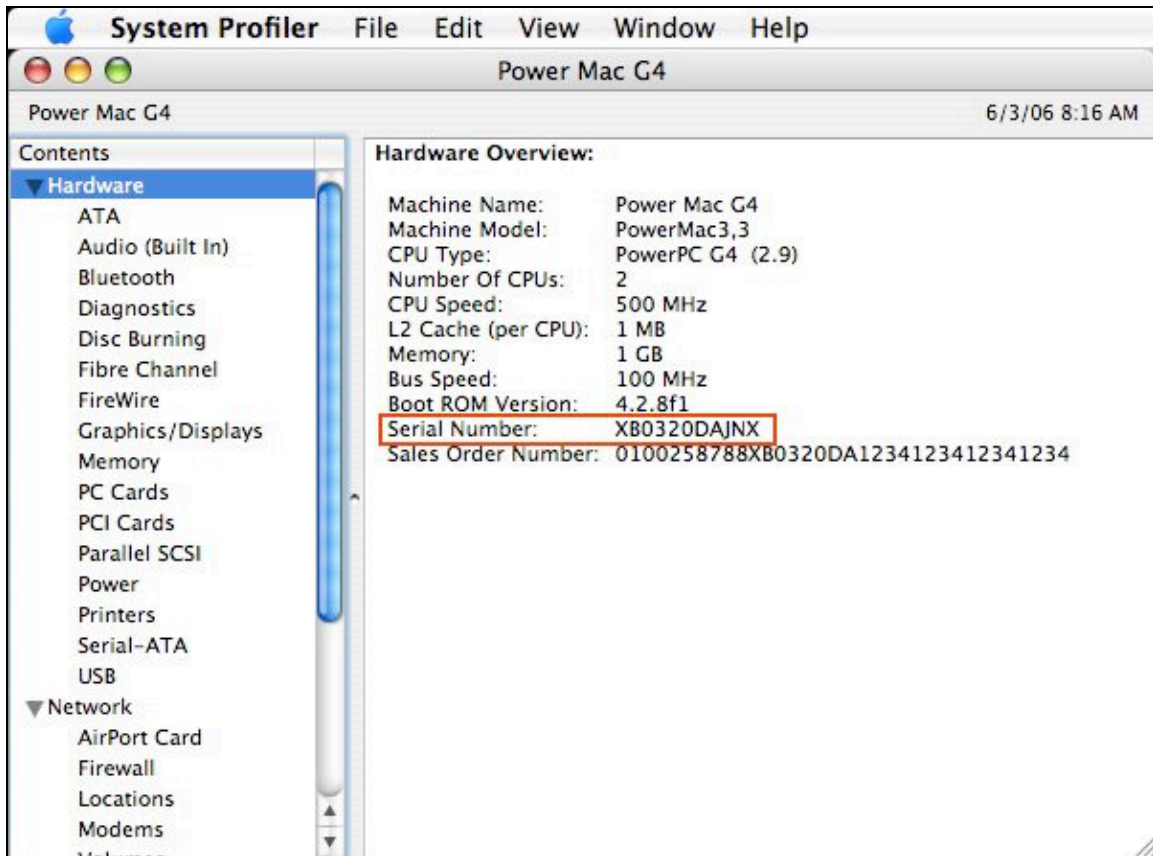 System Profiler File Edit View Window Help
Power Mac G4
Power Mac G4 6/3/06 8:16 AM
Contents
Hardware
ATA
Audio (Built In)
Bluetooth
Diagnostics
Disc Burning
Fibre Channel
FireWire
Graphics/Displays
Memory
PC Cards
PCI Cards
Parallel SCSI
Power
Printers
Serial-ATA
USB
Network
AirPort Card
Firewall
Locations
Modems
Hardware Overview:
Machine Name: Power Mac G4
Machine Model: PowerMac3,3
CPU Type: PowerPC G4 (2.9)
Number Of CPUs: 2
CPU Speed: 500 MHz
L2 Cache (per CPU): 1 MB
Memory: 1 GB
Bus Speed: 100 MHz
Boot ROM Version: 4.2.8f1
Serial Number: XB0320DAJNX
Sales Order Number: 0100258788XB0320DA1234123412341234